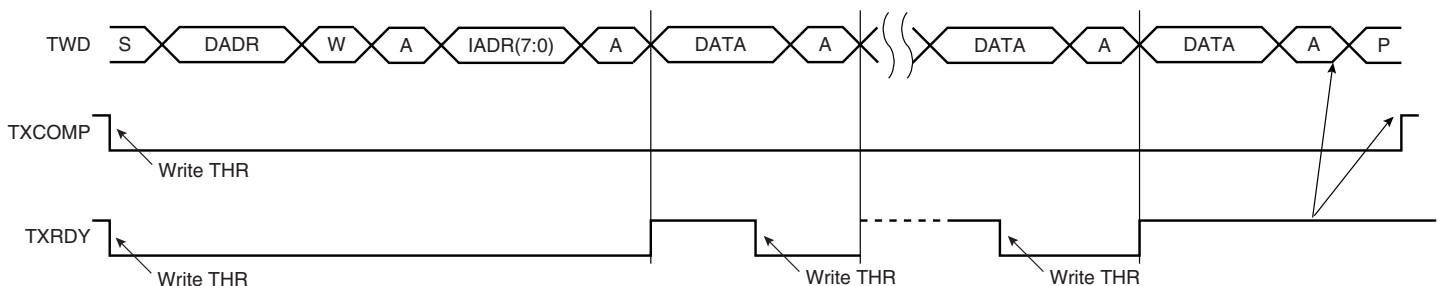 TWD S DADR W A IADR(7:0) A DATA A DATA A DATA A P
TXCOMP
Write THR
TXRDY
Write THR Write THR Write THR